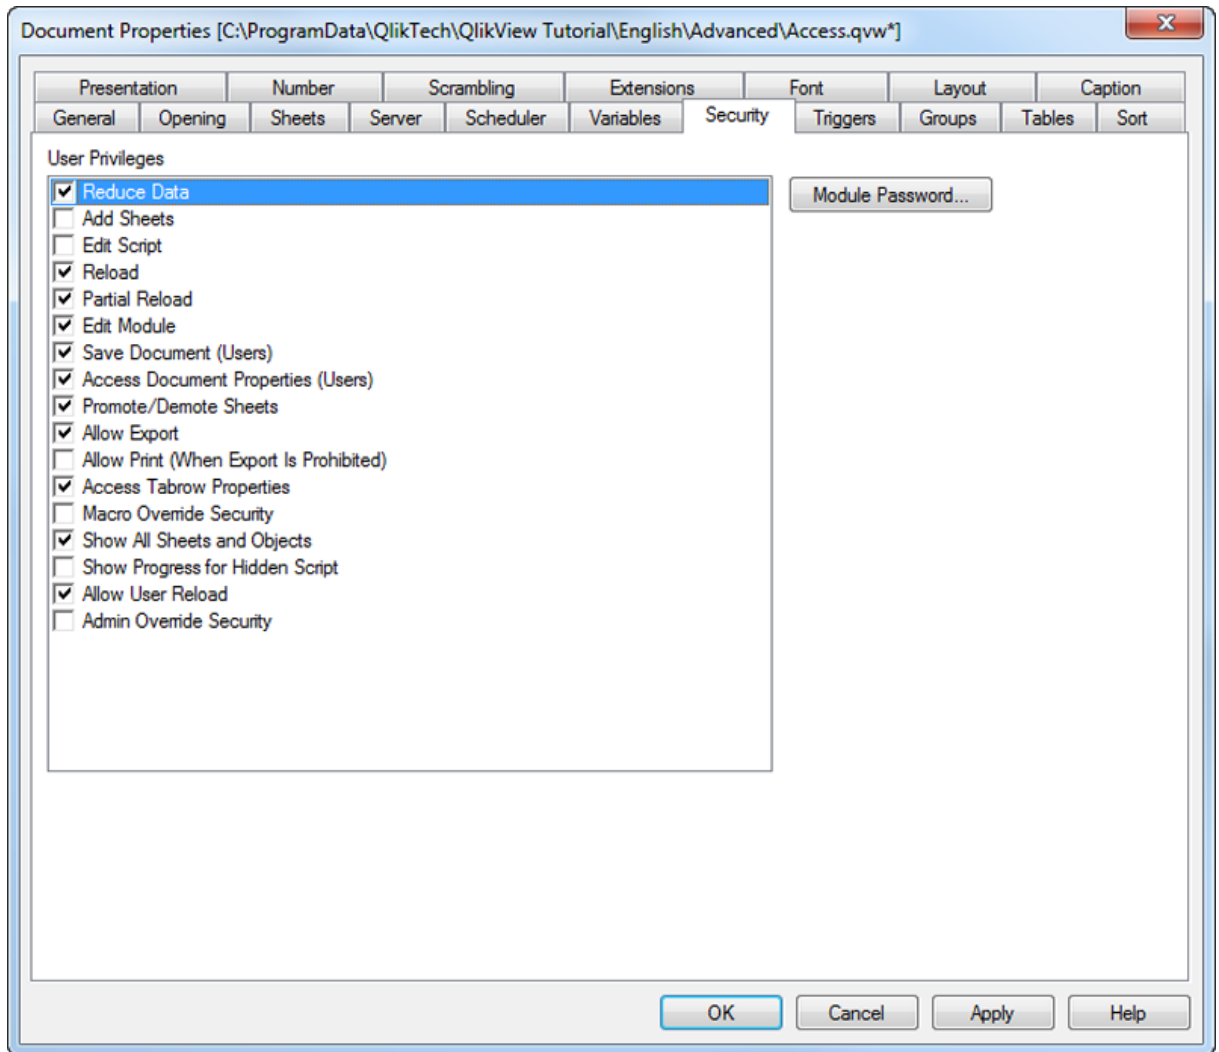 Document Properties [C:\ProgramData\QlikTech\QlikView Tutorial\English\Advanced\Access.qvw*]
Presentation Number Scrambling Extensions Font Layout Caption
General Opening Sheets Server Scheduler Variables Security Triggers Groups Tables Sort
User Privileges
Reduce Data
Module Password...
Add Sheets
Edit Script
Reload
Partial Reload
Edit Module
Save Document (Users)
Access Document Properties (Users)
Promote/Demote Sheets
Allow Export
Allow Print (When Export Is Prohibited)
Access Tabrow Properties
Macro Override Security
Show All Sheets and Objects
Show Progress for Hidden Script
Allow User Reload
Admin Override Security
OK Cancel Apply Help